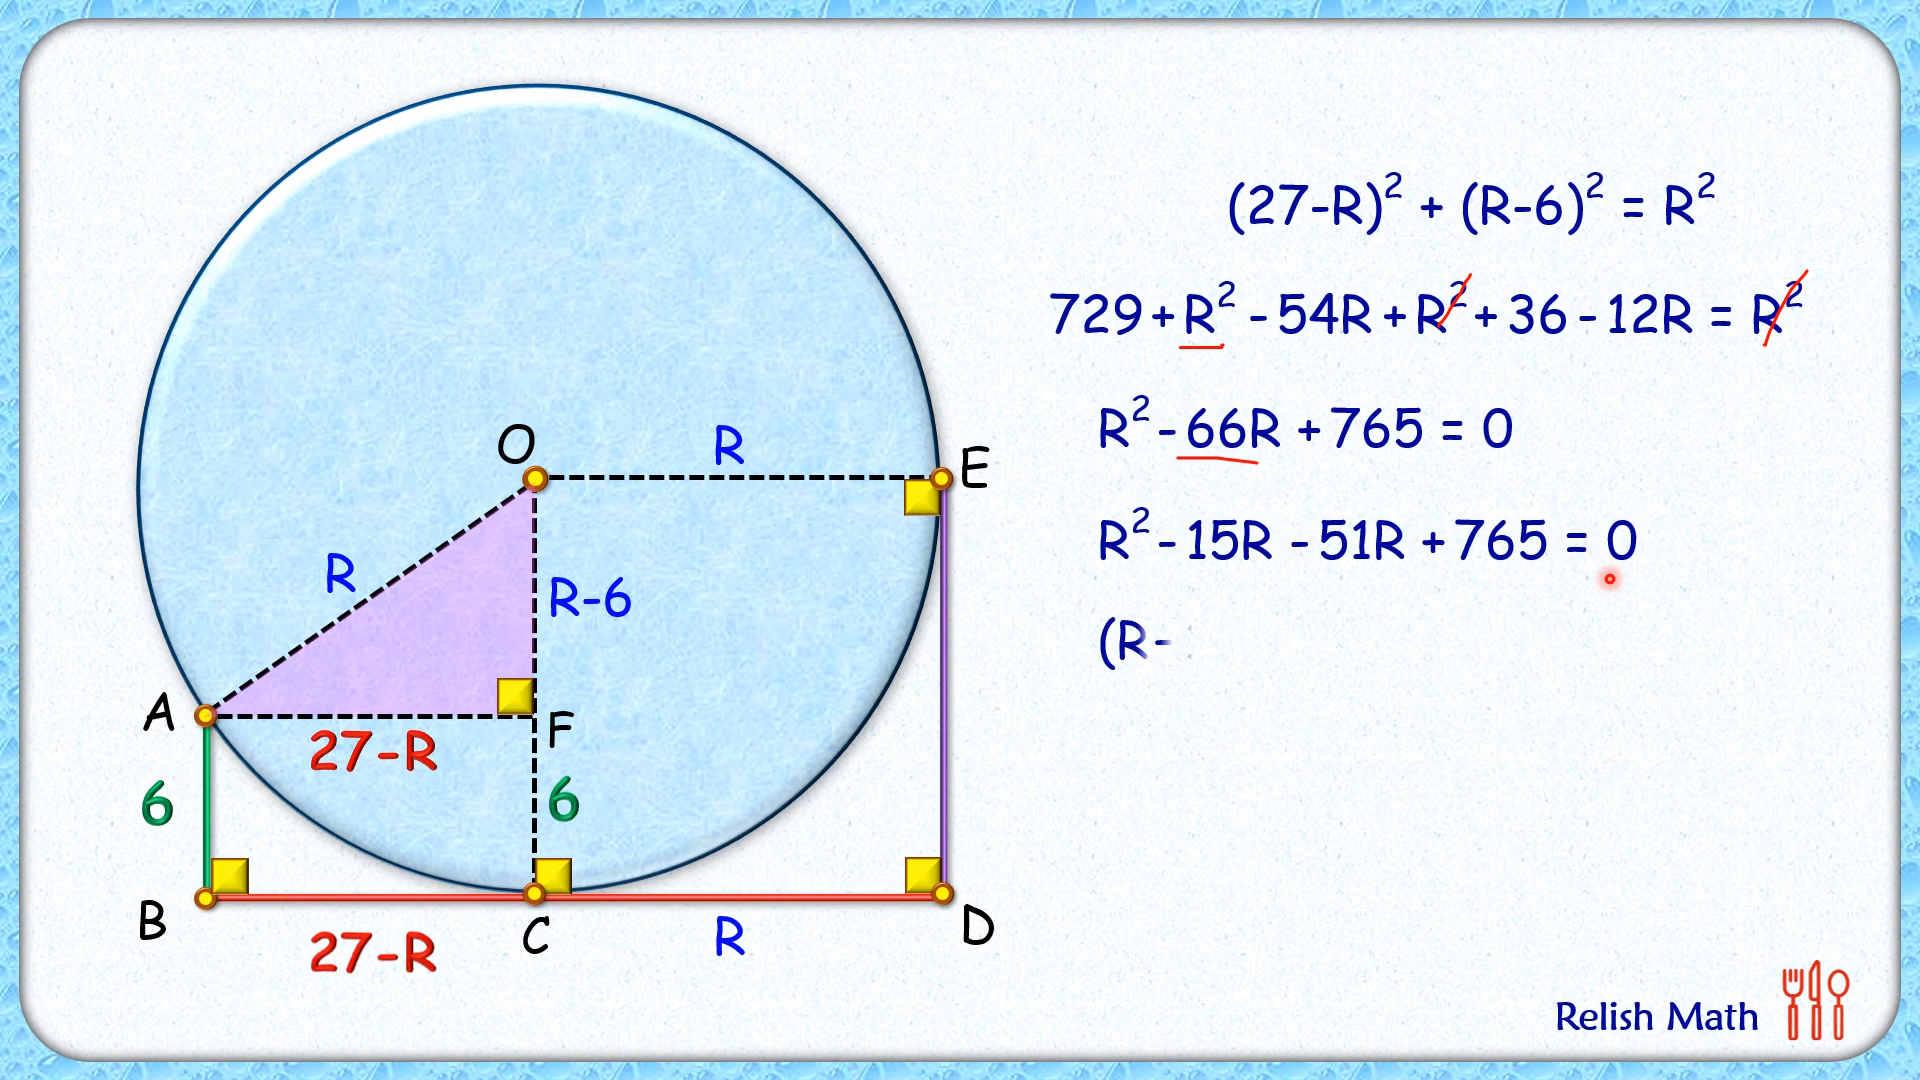 (27-R)² + (R-6)² = R²
729 + R² - 54R + R² + 36 - 12R = R²
R² - 66R + 765 = 0
R² - 15R - 51R + 765 = 0
(R-
O
R
E
R
R-6
A
F
27-R
6
6
B
C
D
27-R
R
Relish Math